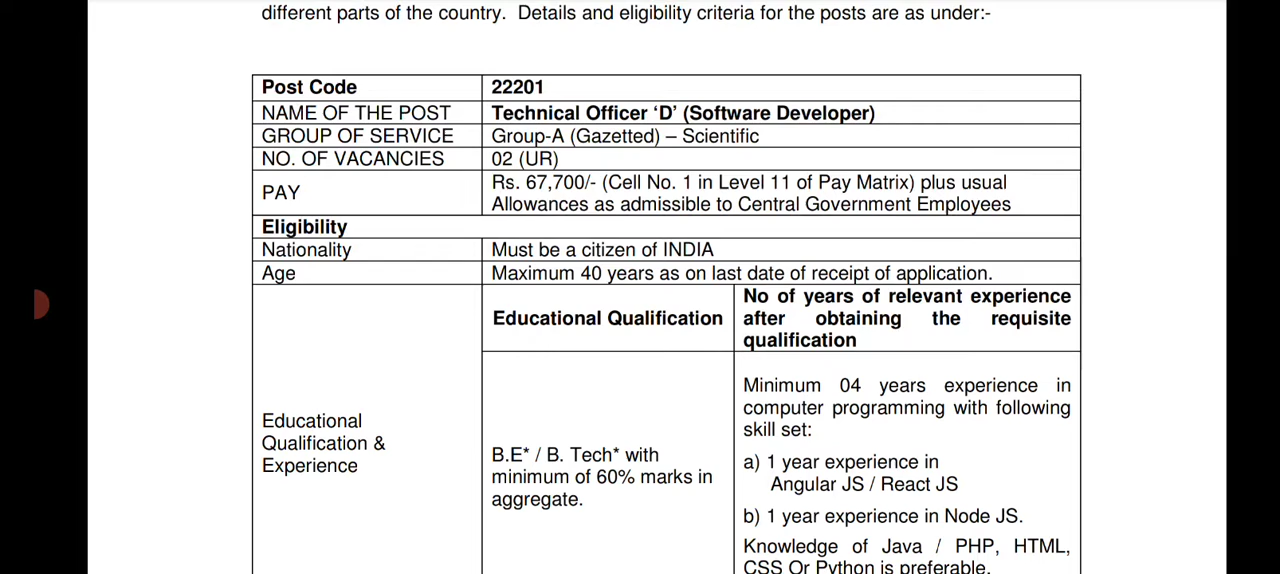 different parts of the country. Details and eligibility criteria for the posts are as under:-
Post Code 22201
NAME OF THE POST Technical Officer ‘D’ (Software Developer)
GROUP OF SERVICE Group-A (Gazetted) – Scientific
NO. OF VACANCIES 02 (UR)
PAY Rs. 67,700/- (Cell No. 1 in Level 11 of Pay Matrix) plus usual
Allowances as admissible to Central Government Employees
Eligibility
Nationality Must be a citizen of INDIA
Age Maximum 40 years as on last date of receipt of application.
Educational
Qualification &
Experience
Educational Qualification
No of years of relevant experience
after obtaining the requisite
qualification
B.E* / B. Tech* with
minimum of 60% marks in
aggregate.
Minimum 04 years experience in
computer programming with following
skill set:
a) 1 year experience in
Angular JS / React JS
b) 1 year experience in Node JS.
Knowledge of Java / PHP, HTML,
CSS Or Python is preferable.